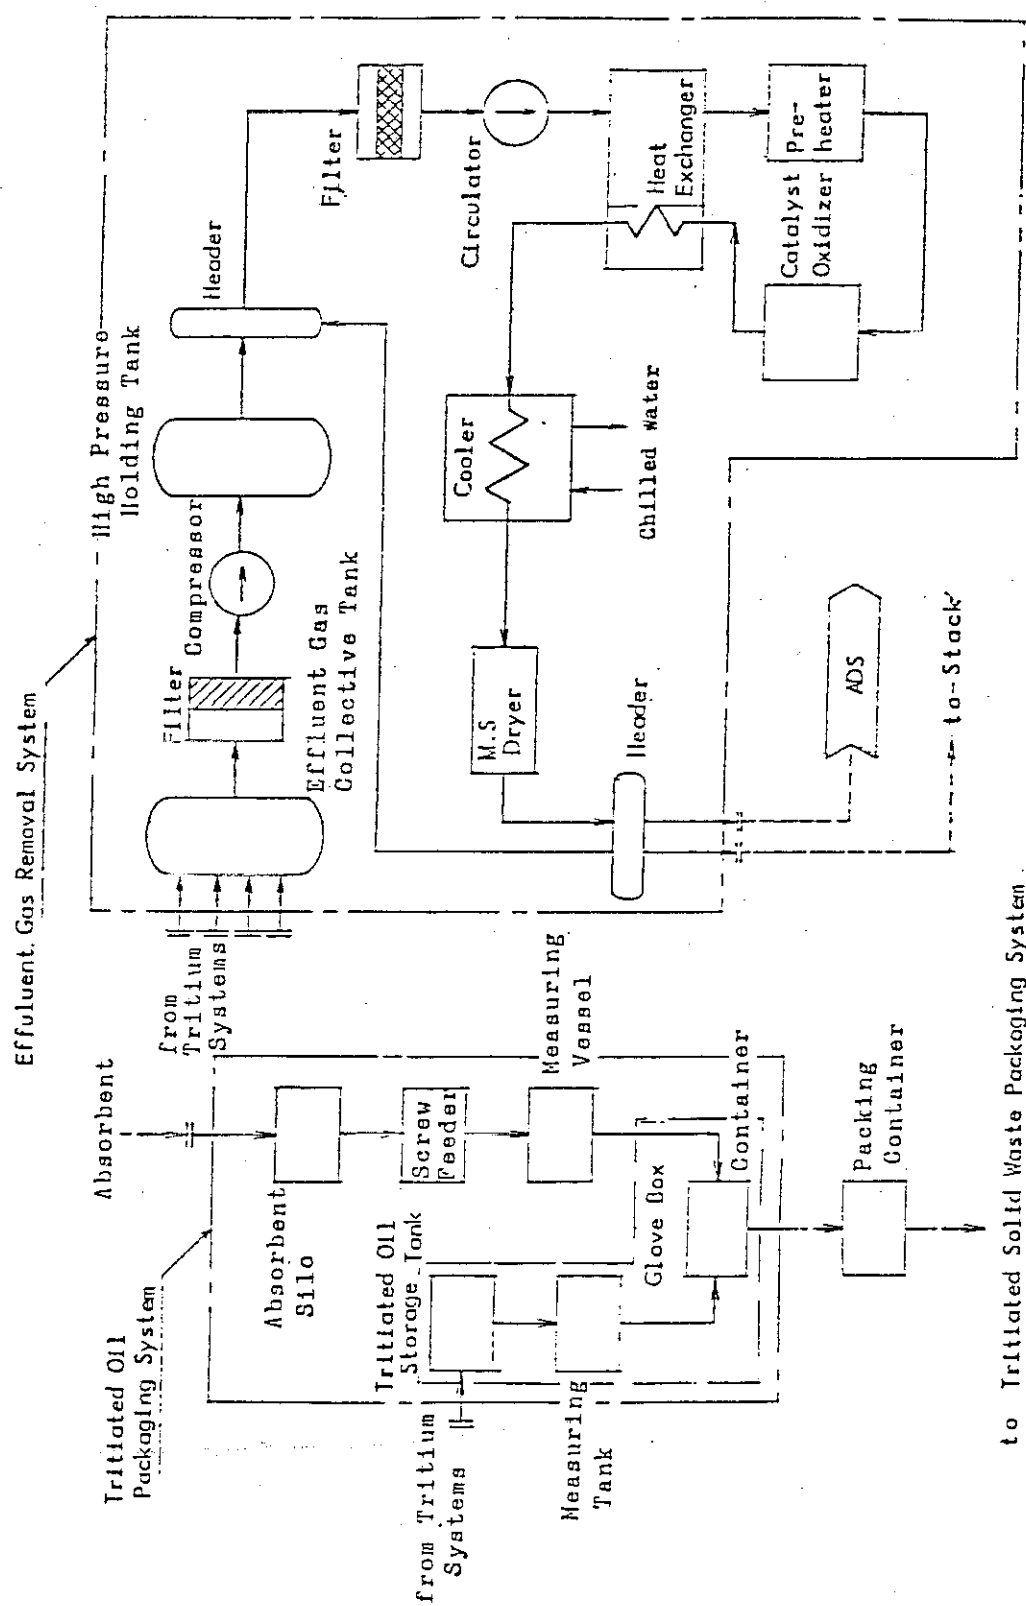 Effuluent Gas Removal System
High Pressure
Holding Tank
Header
Compressor
Filter
Effluent Gas
Collective Tank
from
Tritium
Systems
Filter
Circulator
Heat
Exchanger
Pre-
heater
Catalyst
Oxidizer
Cooler
Chilled Water
M.S
Dryer
Header
ADS
to-Stack
Tritiated Oil
Packaging System
Absorbent
Absorbent
Silo
Screw
Feeder
Measuring
Vessel
Tritiated Oil
Storage Tank
from Tritium
Systems
Measuring
Tank
Glove Box
Container
Packing
Container
to Tritiated Solid Waste Packaging System